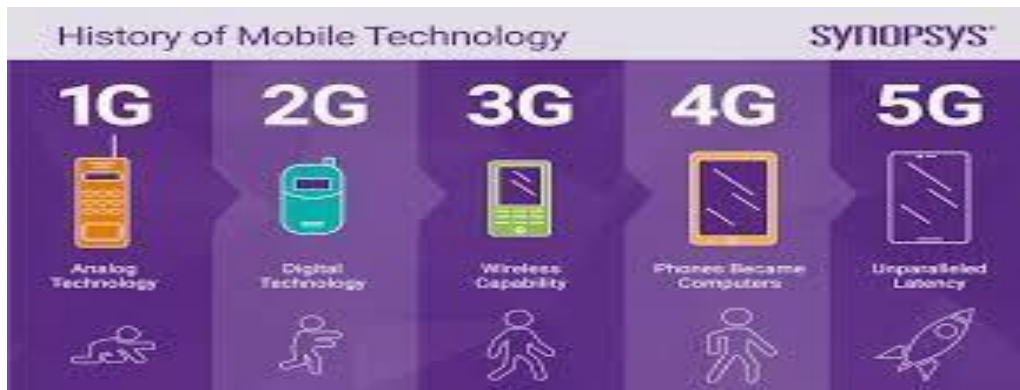 History of Mobile Technology
SYNOPSYS®
1G
2G
3G
4G
5G
Analog
Technology
Digital
Technology
Wireless
Capability
Phones Became
Computers
Unparalleled
Latency